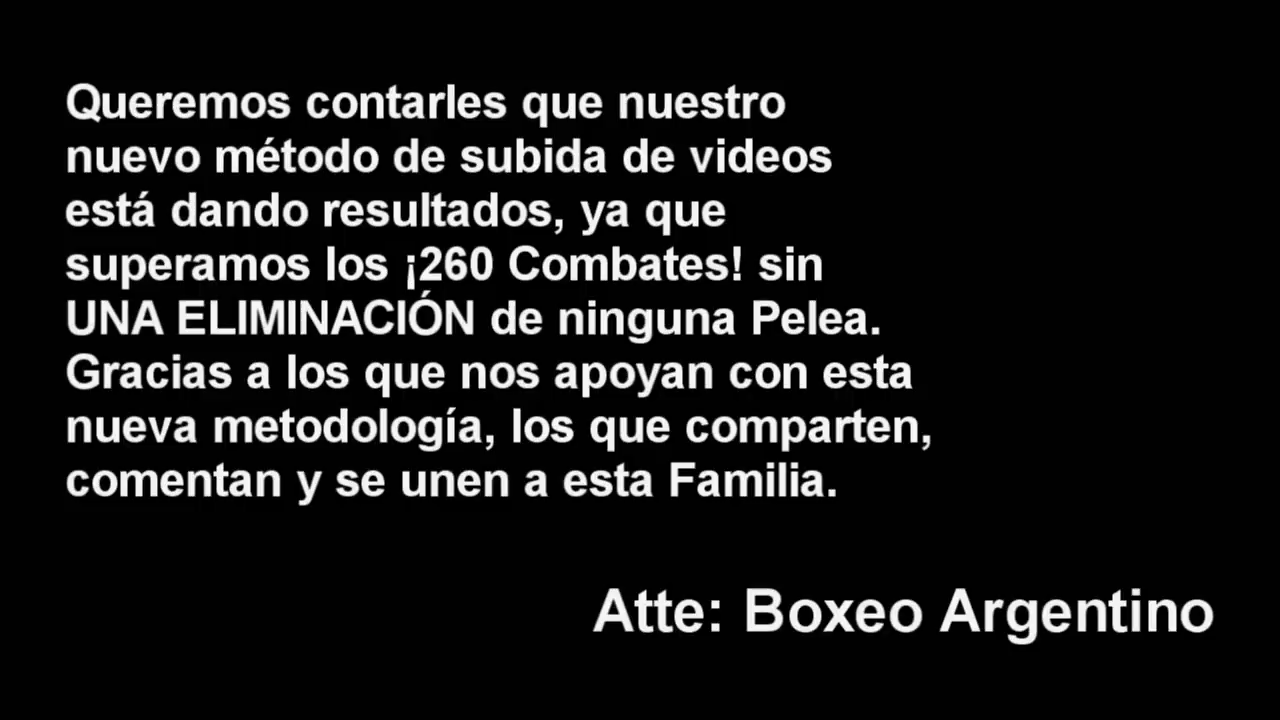 Queremos contarles que nuestro
nuevo método de subida de videos
está dando resultados, ya que
superamos los ¡260 Combates! sin
UNA ELIMINACIÓN de ninguna Pelea.
Gracias a los que nos apoyan con esta
nueva metodología, los que comparten,
comentan y se unen a esta Familia.
Atte: Boxeo Argentino